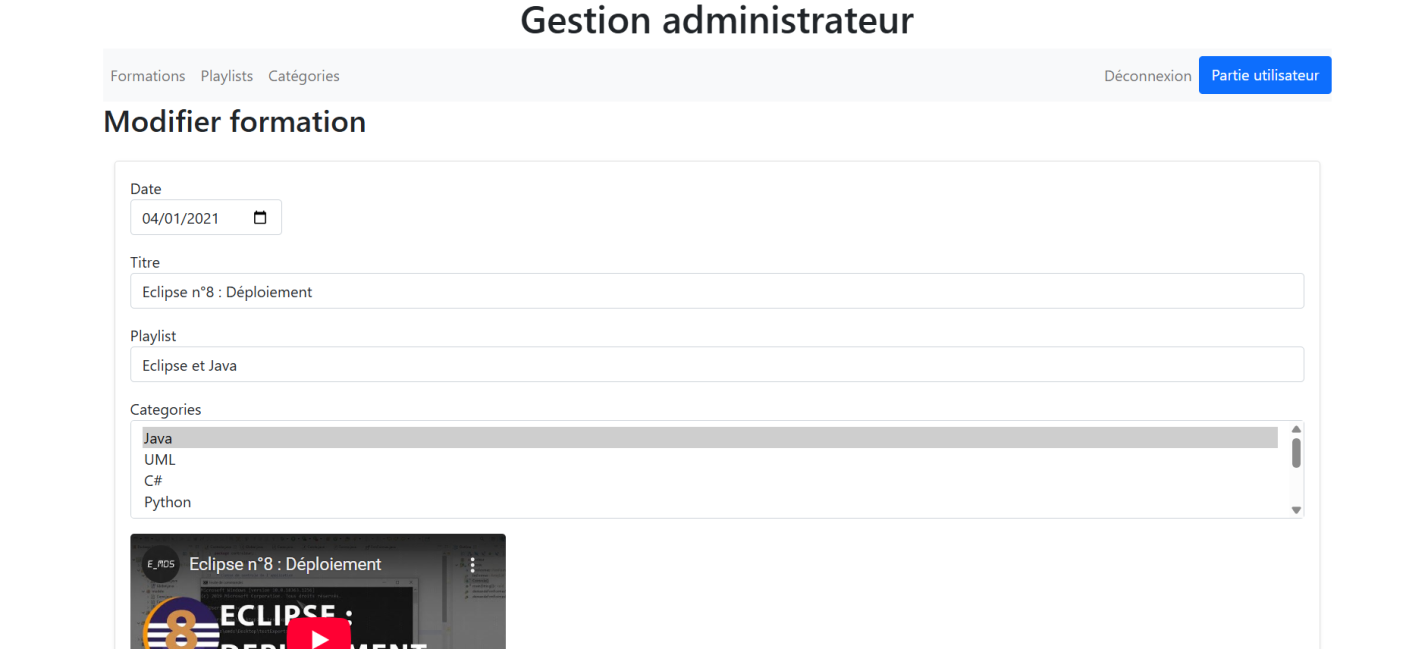 Gestion administrateur
Formations Playlists Catégories Déconnexion Partie utilisateur
Modifier formation
Date
04/01/2021
Titre
Eclipse n°8 : Déploiement
Playlist
Eclipse et Java
Categories
Java
UML
C#
Python
E_MDS Eclipse n°8 : Déploiement
8 ECLIPSE :